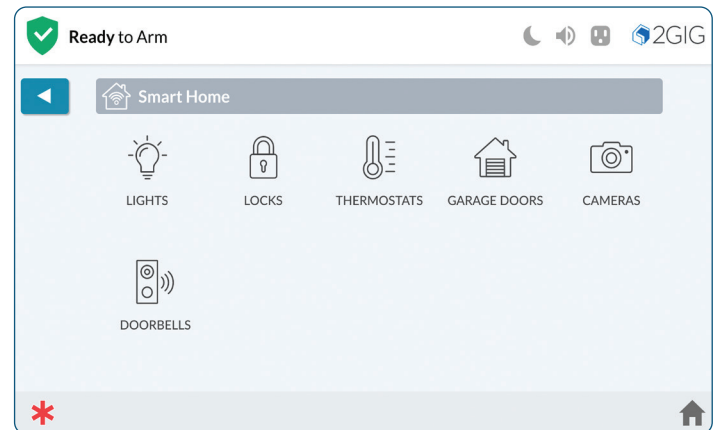 Ready to Arm
2GIG
Smart Home
LIGHTS
LOCKS
THERMOSTATS
GARAGE DOORS
CAMERAS
DOORBELLS